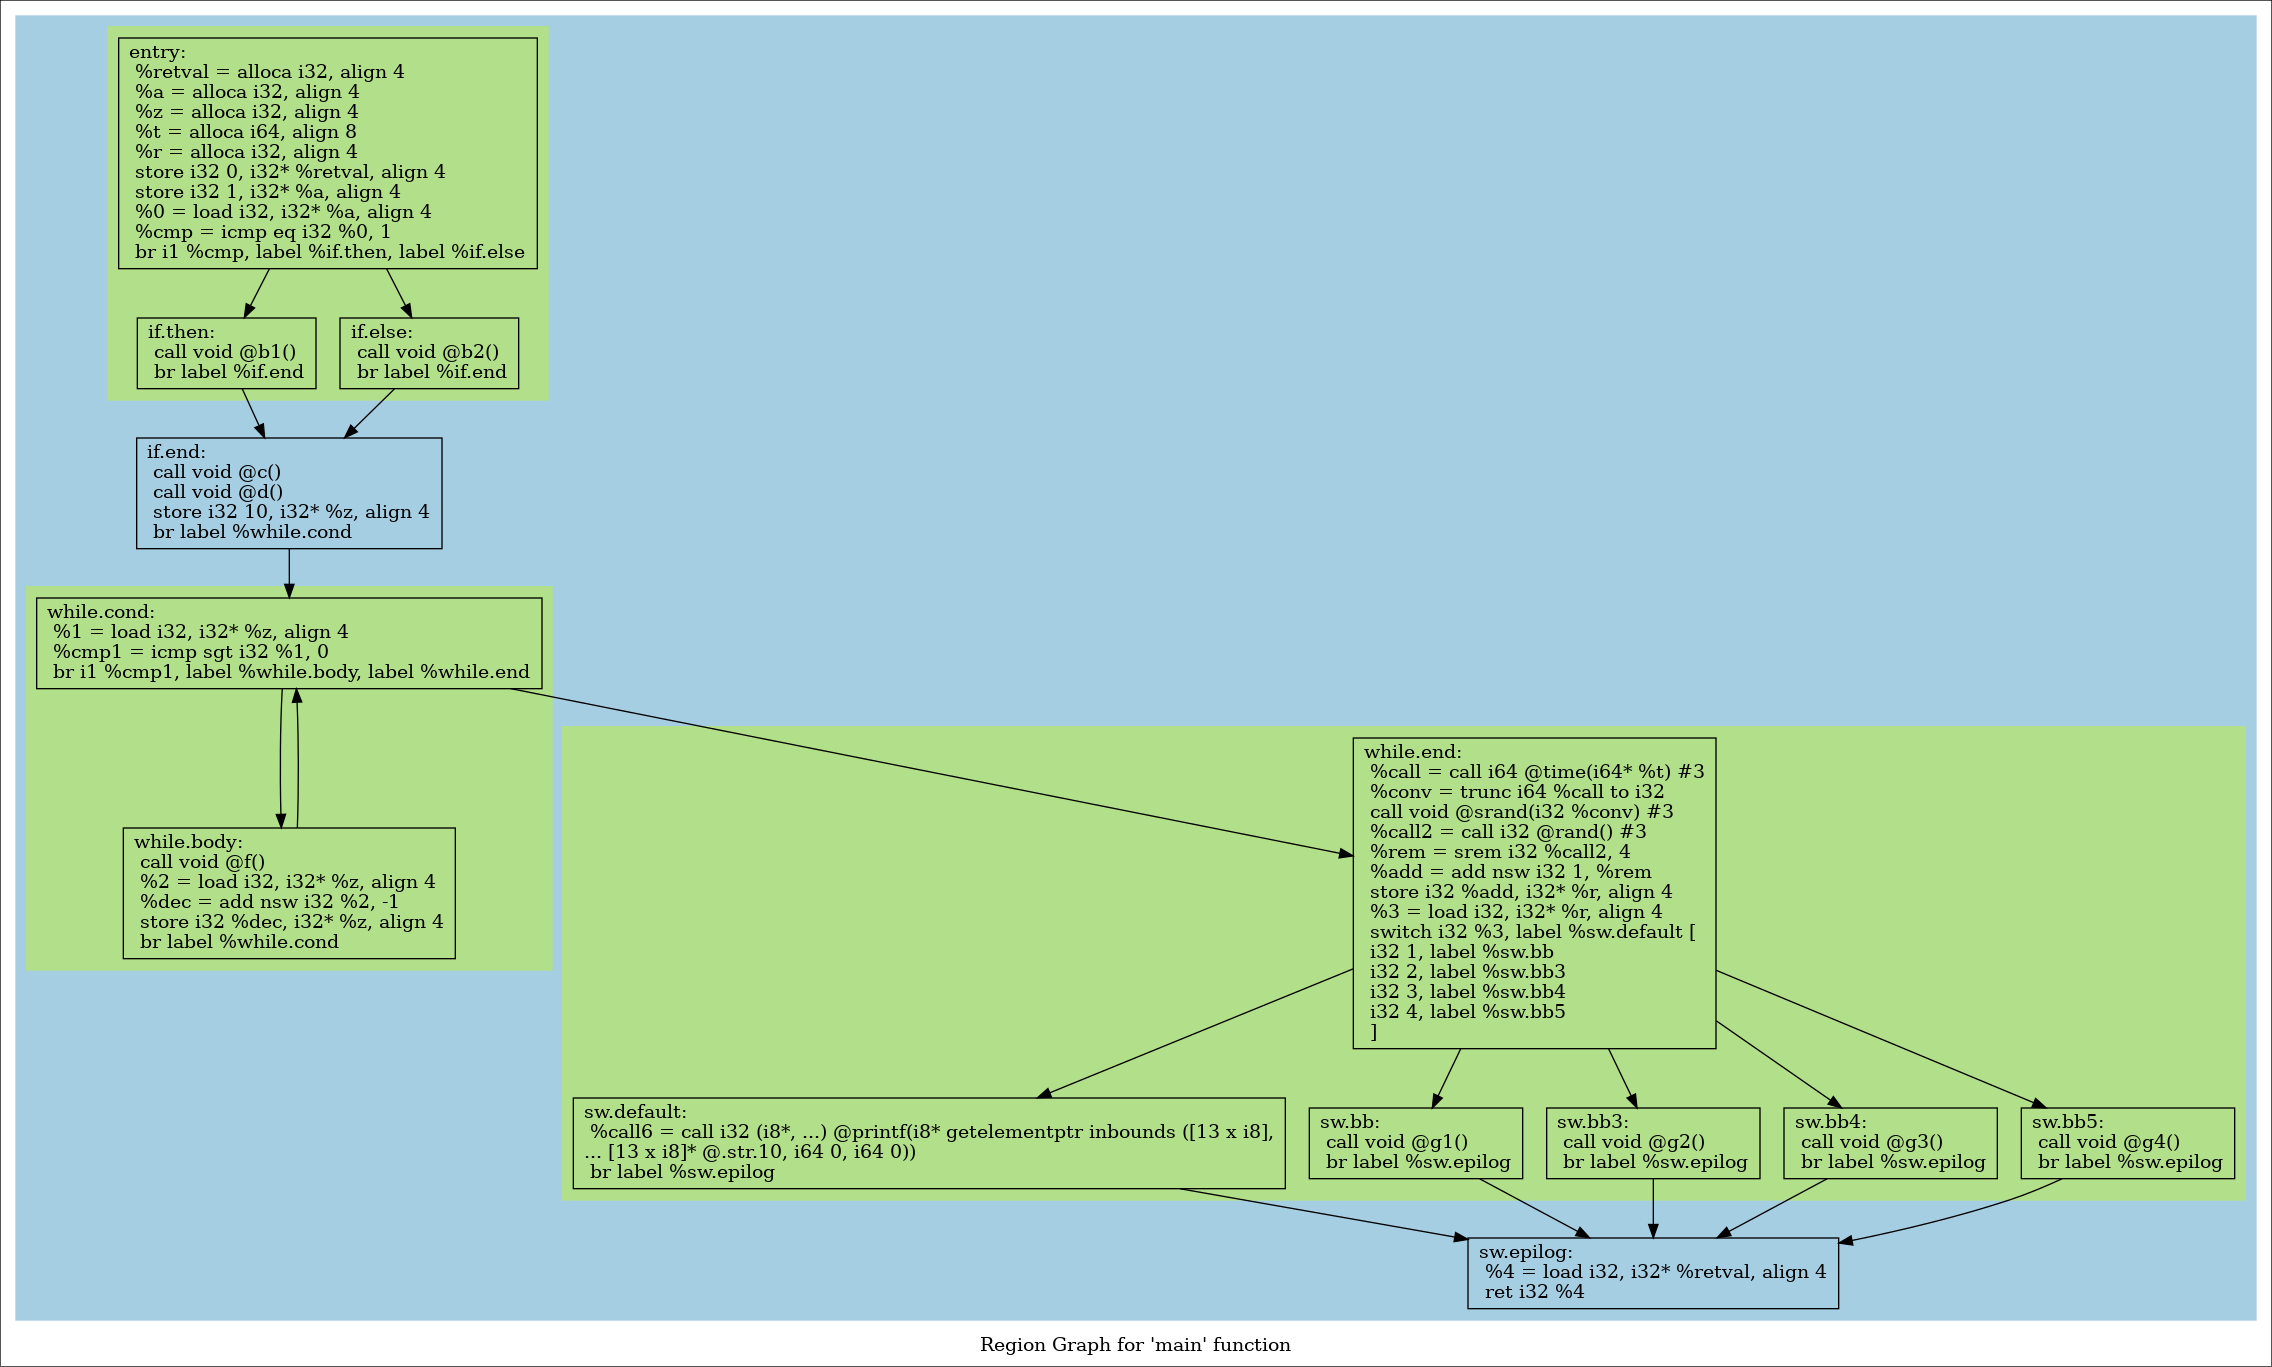 entry:
%retval = alloca i32, align 4
%a = alloca i32, align 4
%z = alloca i32, align 4
%t = alloca i64, align 8
%r = alloca i32, align 4
store i32 0, i32* %retval, align 4
store i32 1, i32* %a, align 4
%0 = load i32, i32* %a, align 4
%cmp = icmp eq i32 %0, 1
br i1 %cmp, label %if.then, label %if.else
if.then:
call void @b1()
br label %if.end
if.else:
call void @b2()
br label %if.end
if.end:
call void @c()
call void @d()
store i32 10, i32* %z, align 4
br label %while.cond
while.cond:
%1 = load i32, i32* %z, align 4
%cmp1 = icmp sgt i32 %1, 0
br i1 %cmp1, label %while.body, label %while.end
while.body:
call void @f()
%2 = load i32, i32* %z, align 4
%dec = add nsw i32 %2, -1
store i32 %dec, i32* %z, align 4
br label %while.cond
while.end:
%call = call i64 @time(i64* %t) #3
%conv = trunc i64 %call to i32
call void @srand(i32 %conv) #3
%call2 = call i32 @rand() #3
%rem = srem i32 %call2, 4
%add = add nsw i32 1, %rem
store i32 %add, i32* %r, align 4
%3 = load i32, i32* %r, align 4
switch i32 %3, label %sw.default [
i32 1, label %sw.bb
i32 2, label %sw.bb3
i32 3, label %sw.bb4
i32 4, label %sw.bb5
]
sw.default:
%call6 = call i32 (i8*, ...) @printf(i8* getelementptr inbounds ([13 x i8],
... [13 x i8]* @.str.10, i64 0, i64 0))
br label %sw.epilog
sw.bb:
call void @g1()
br label %sw.epilog
sw.bb3:
call void @g2()
br label %sw.epilog
sw.bb4:
call void @g3()
br label %sw.epilog
sw.bb5:
call void @g4()
br label %sw.epilog
sw.epilog:
%4 = load i32, i32* %retval, align 4
ret i32 %4
Region Graph for 'main' function